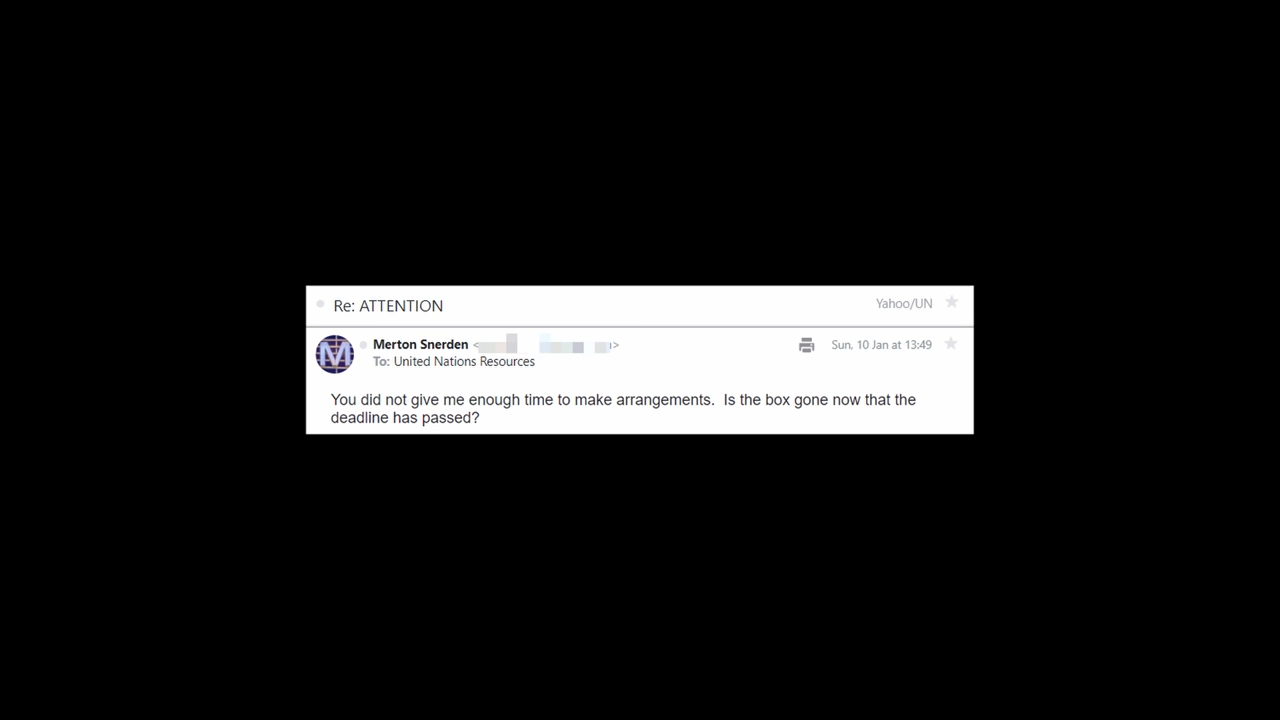 Re: ATTENTION
Yahoo/UN
M
Merton Snerden < >
Sun, 10 Jan at 13:49
To: United Nations Resources
You did not give me enough time to make arrangements.  Is the box gone now that the
deadline has passed?